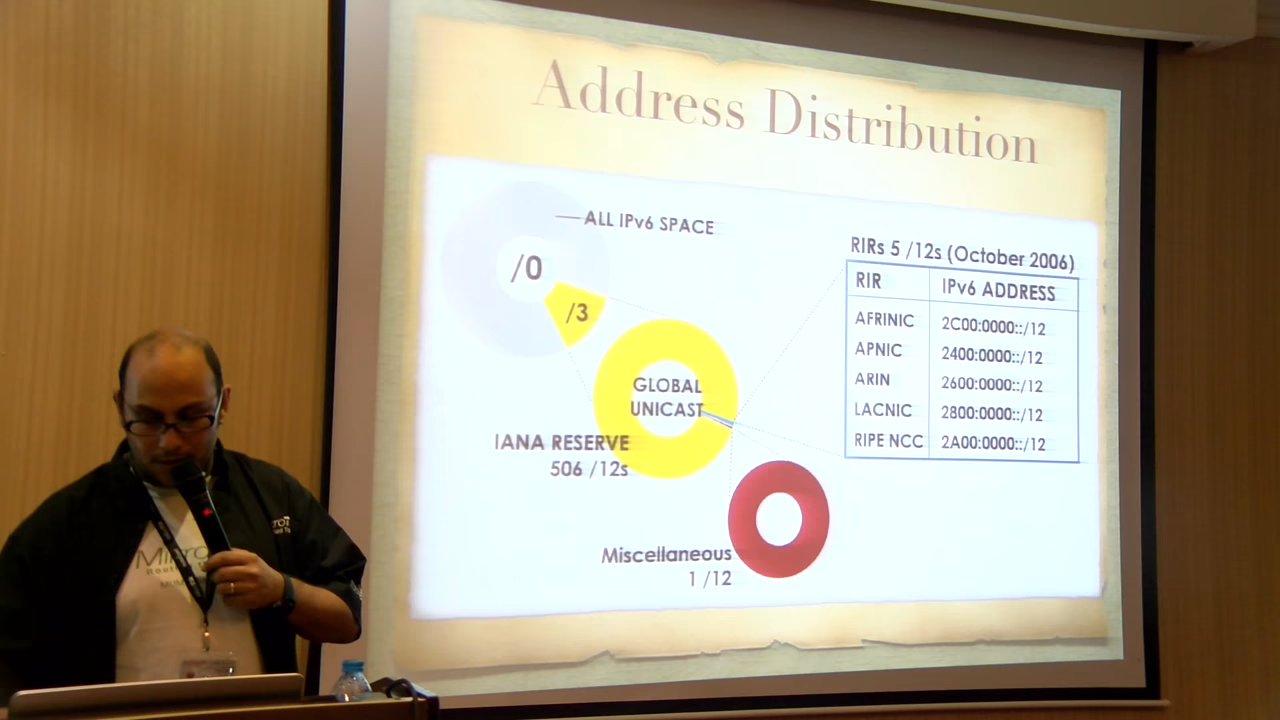 Address Distribution
ALL IPv6 SPACE
/0
/3
GLOBAL
UNICAST
IANA RESERVE
506 /12s
Miscellaneous
1 /12
RIRs 5 /12s (October 2006)
RIR IPv6 ADDRESS
AFRINIC 2C00:0000::/12
APNIC 2400:0000::/12
ARIN 2600:0000::/12
LACNIC 2800:0000::/12
RIPE NCC 2A00:0000::/12